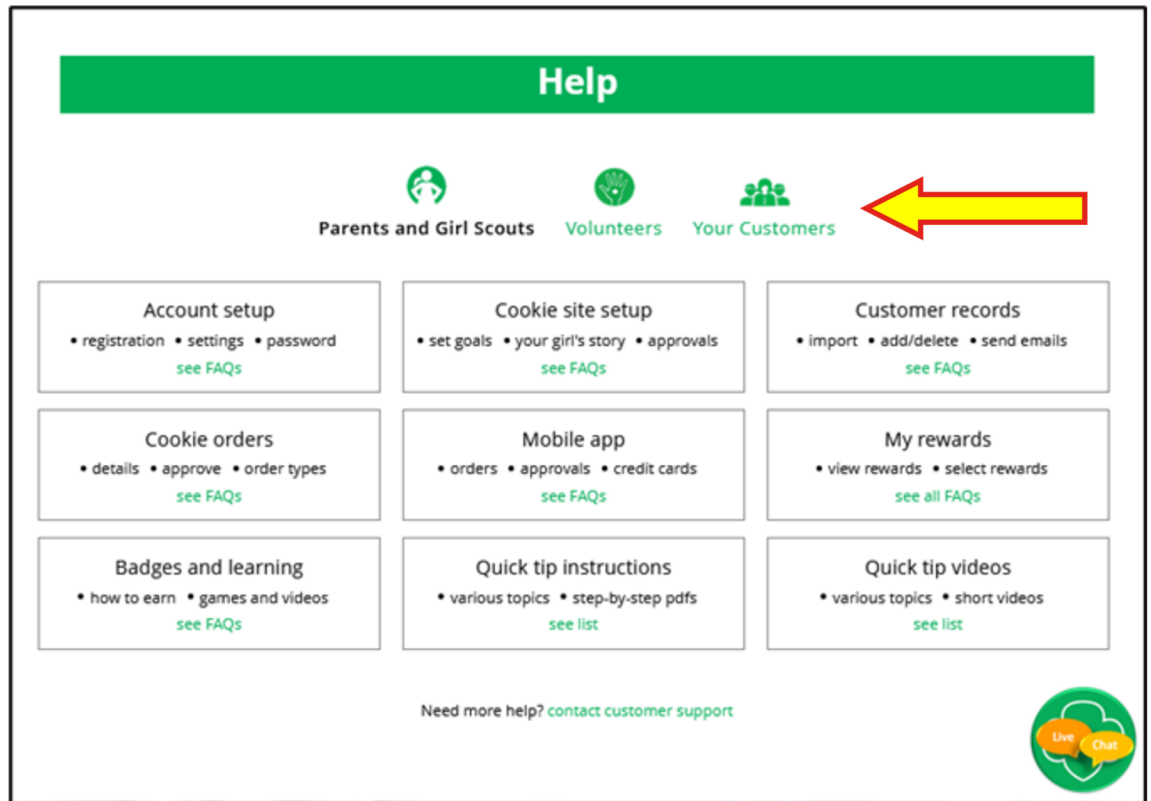 Help
Parents and Girl Scouts Volunteers Your Customers
Account setup
• registration • settings • password
see FAQs
Cookie site setup
• set goals • your girl's story • approvals
see FAQs
Customer records
• import • add/delete • send emails
see FAQs
Cookie orders
• details • approve • order types
see FAQs
Mobile app
• orders • approvals • credit cards
see FAQs
My rewards
• view rewards • select rewards
see all FAQs
Badges and learning
• how to earn • games and videos
see FAQs
Quick tip instructions
• various topics • step-by-step pdfs
see list
Quick tip videos
• various topics • short videos
see list
Need more help? contact customer support
Live
Chat